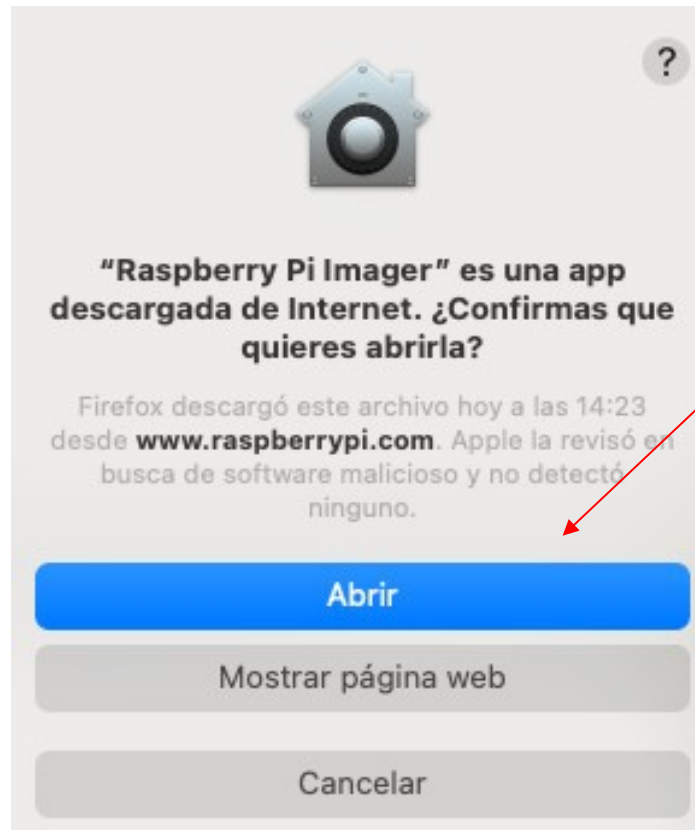 ?
“Raspberry Pi Imager” es una app
descargada de Internet. ¿Confirmas que
quieres abrirla?
Firefox descargó este archivo hoy a las 14:23
desde www.raspberrypi.com. Apple la revisó en
busca de software malicioso y no detectó
ninguno.
Abrir
Mostrar página web
Cancelar